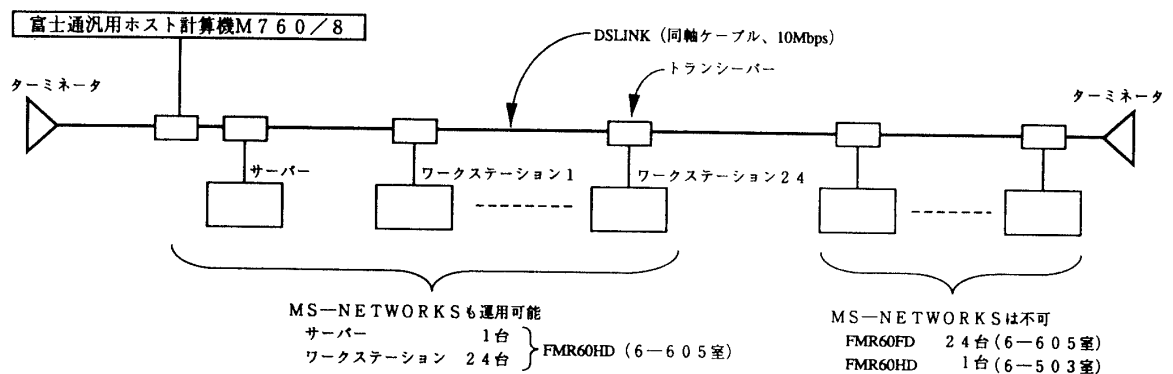 富士通汎用ホスト計算機M760／8
DSLINK（同軸ケーブル、10Mbps）
トランシーバー
ターミネータ
ターミネータ
サーバー
ワークステーション1
ワークステーション24
MS―NETWORKSも運用可能
サーバー 1台
ワークステーション 24台
FMR60HD（6―605室）
MS―NETWORKSは不可
FMR60FD 24台（6―605室）
FMR60HD 1台（6―503室）